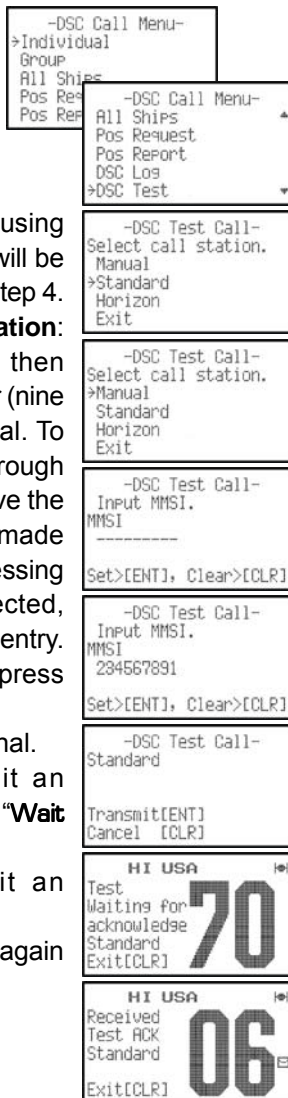 -DSC Call Menu-
→Individual
Group
All Ships
Pos Req
Pos Rep
-DSC Call Menu-
All Ships
Pos Request
Pos Report
DSC Log
→DSC Test
using
will be
tep 4.
ation:
then
(nine
al. To
rough
ve the
made
essing
ected,
entry.
press
nal.
it an
“Wait
it an
again
-DSC Test Call-
Select call station.
Manual
→Standard
Horizon
Exit
-DSC Test Call-
Select call station.
→Manual
Standard
Horizon
Exit
-DSC Test Call-
Input MMSI.
MMSI
---------
Set>[ENT], Clear>[CLR]
-DSC Test Call-
Input MMSI.
MMSI
234567891
Set>[ENT], Clear>[CLR]
-DSC Test Call-
Standard
Transmit[ENT]
Cancel [CLR]
HI USA
Test
Waiting for
acknowledge
Standard
Exit[CLR]
70
HI USA
Received
Test ACK
Standard
Exit[CLR]
06